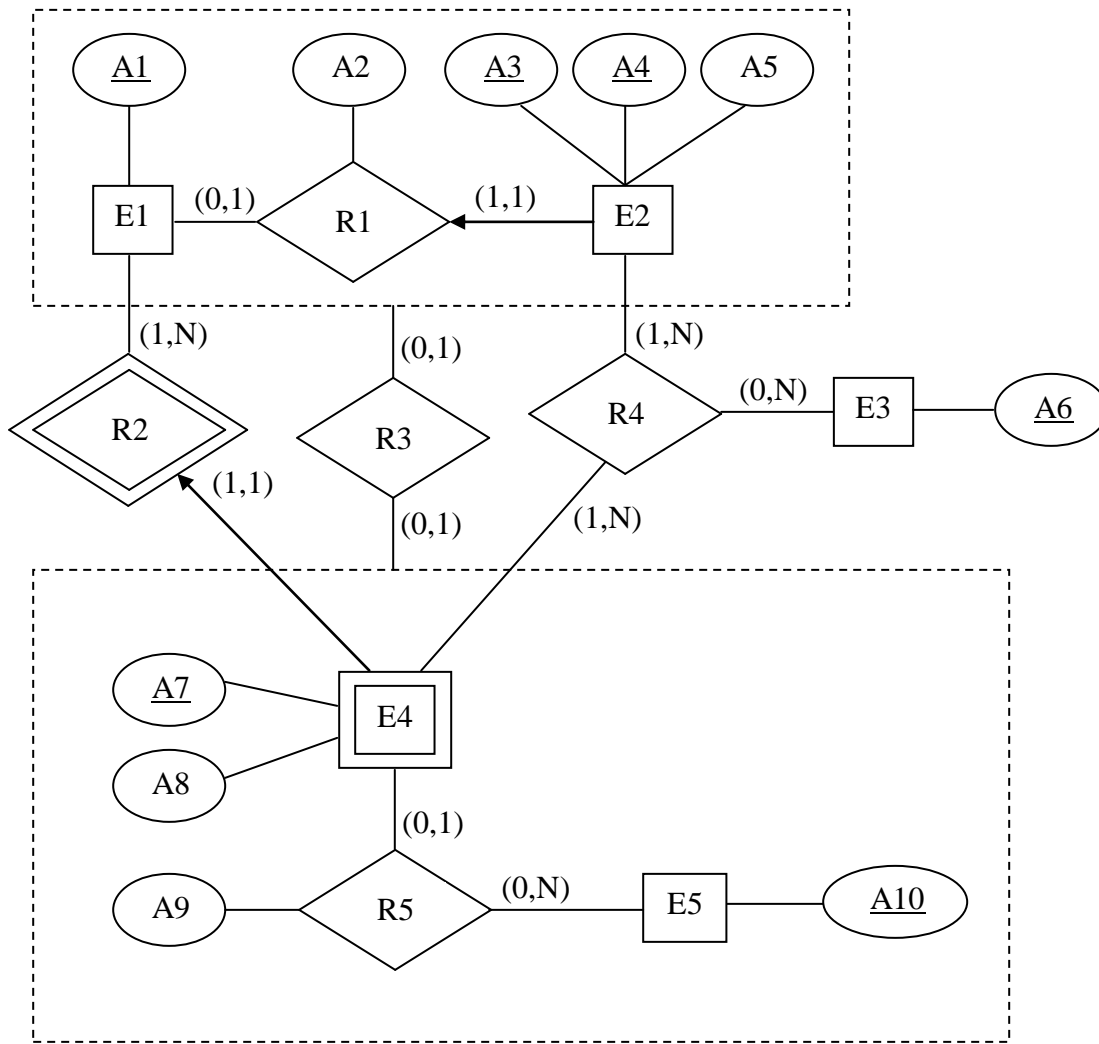 A1
A2
A3
A4
A5
E1
(0,1)
R1
(1,1)
E2
(1,N)
(0,1)
(1,N)
(0,N)
E3
A6
R2
R3
R4
(1,1)
(0,1)
(1,N)
A7
E4
A8
(0,1)
A9
R5
(0,N)
E5
A10